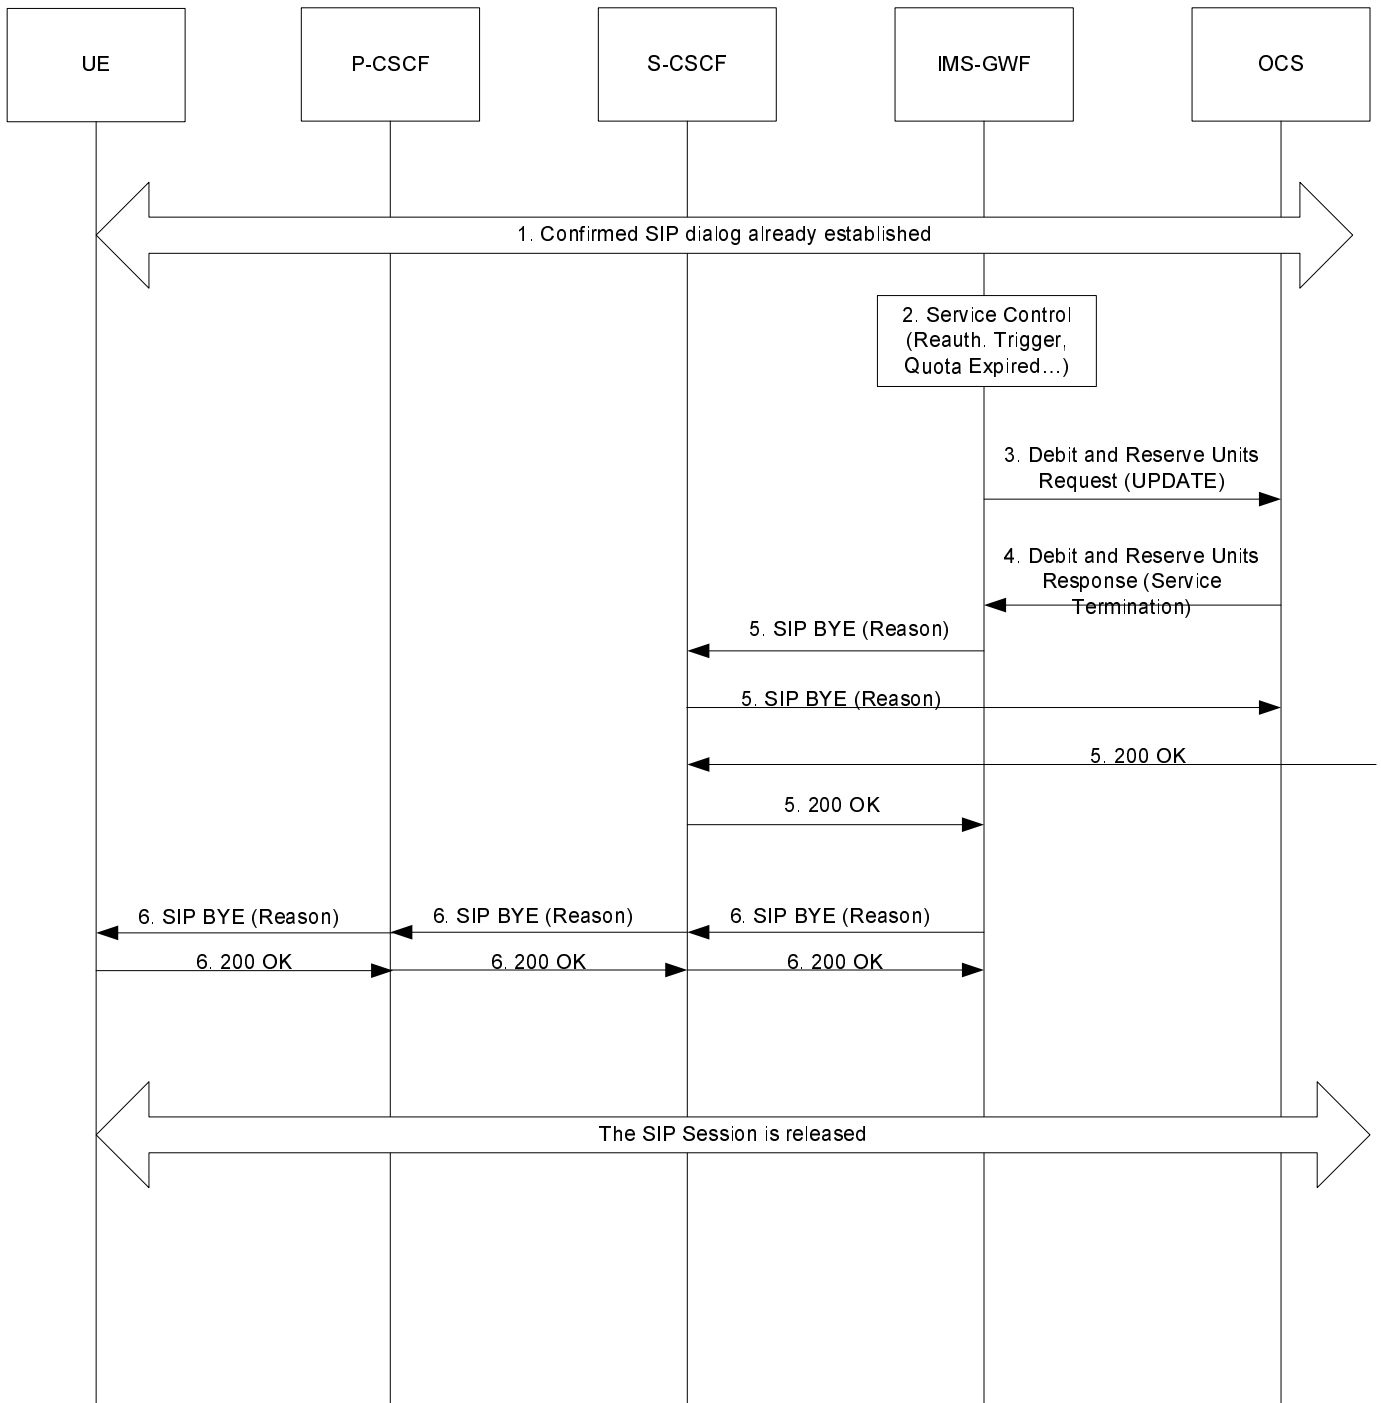 UE
P-CSCF
S-CSCF
IMS-GWF
OCS
1. Confirmed SIP dialog already established
2. Service Control
(Reauth. Trigger,
Quota Expired...)
3. Debit and Reserve Units
Request (UPDATE)
4. Debit and Reserve Units
Response (Service
Termination)
5. SIP BYE (Reason)
5. SIP BYE (Reason)
5. 200 OK
5. 200 OK
6. SIP BYE (Reason)
6. SIP BYE (Reason)
6. SIP BYE (Reason)
6. 200 OK
6. 200 OK
6. 200 OK
The SIP Session is released